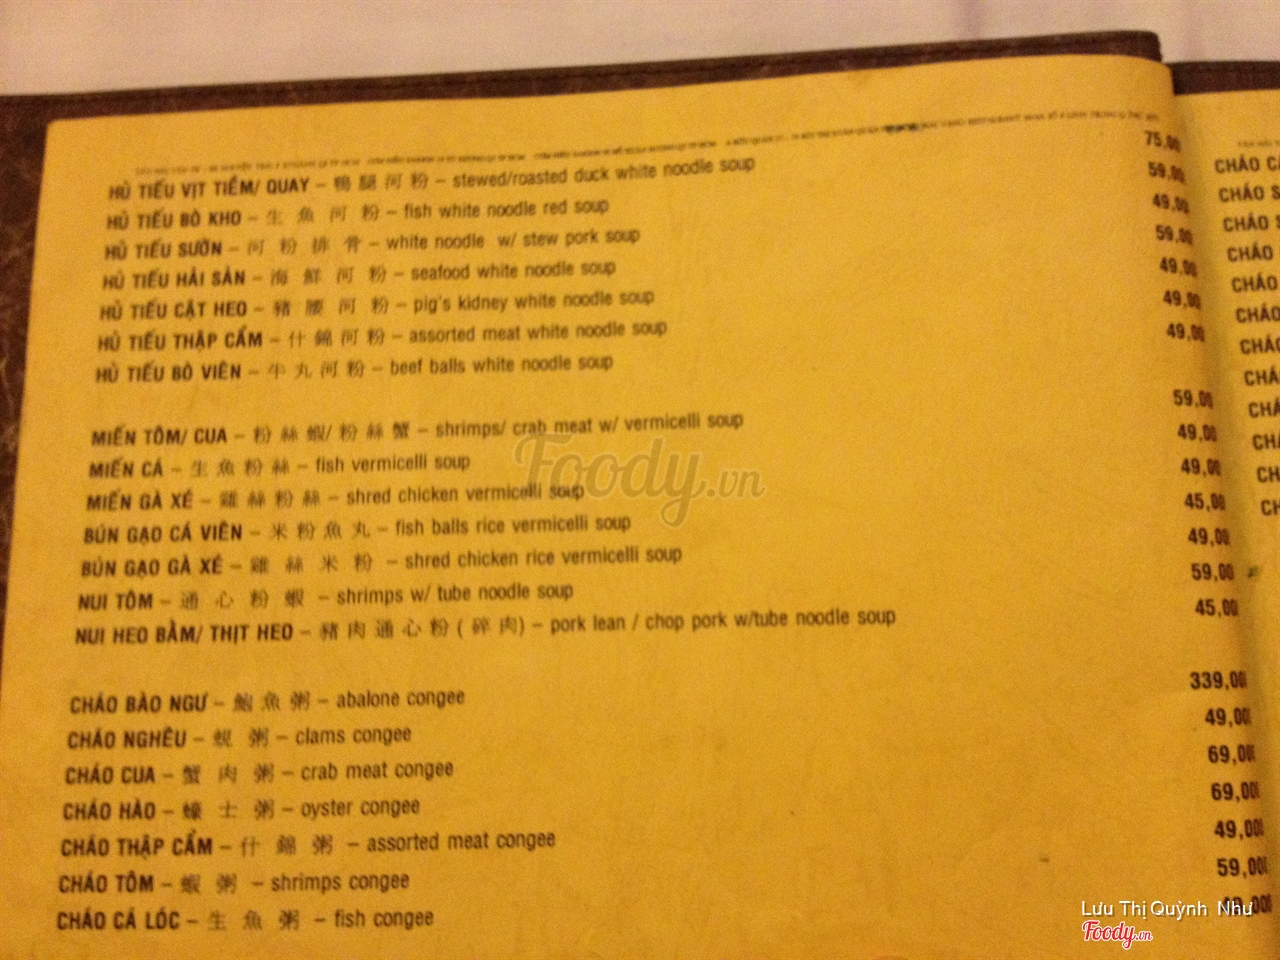 HỦ TIẾU VỊT TIỀM/ QUAY – 鴨 腿 河 粉 – stewed/roasted duck white noodle soup 75,00
HỦ TIẾU BÒ KHO – 生 魚 河 粉 – fish white noodle red soup 59,00
HỦ TIẾU SƯỜN – 河 粉 排 骨 – white noodle w/ stew pork soup 49,00
HỦ TIẾU HẢI SẢN – 海 鮮 河 粉 – seafood white noodle soup 59,00
HỦ TIẾU CẬT HEO – 豬 腰 河 粉 – pig's kidney white noodle soup 49,00
HỦ TIẾU THẬP CẨM – 什 錦 河 粉 – assorted meat white noodle soup 49,00
HỦ TIẾU BÒ VIÊN – 牛 丸 河 粉 – beef balls white noodle soup 49,00
MIẾN TÔM/ CUA – 粉 絲 蝦/ 粉 絲 蟹 – shrimps/ crab meat w/ vermicelli soup 59,00
MIẾN CÁ – 生 魚 粉 絲 – fish vermicelli soup 49,00
MIẾN GÀ XÉ – 雞 絲 粉 絲 – shred chicken vermicelli soup 49,00
BÚN GẠO CÁ VIÊN – 米 粉 魚 丸 – fish balls rice vermicelli soup 45,00
BÚN GẠO GÀ XÉ – 雞 絲 米 粉 – shred chicken rice vermicelli soup 49,00
NUI TÔM – 通 心 粉 蝦 – shrimps w/ tube noodle soup 59,00
NUI HEO BẰM/ THỊT HEO – 豬 肉 通 心 粉 ( 碎 肉) – pork lean / chop pork w/tube noodle soup 45,00
CHÁO BÀO NGƯ – 鮑 魚 粥 – abalone congee 339,00
CHÁO NGHÊU – 蜆 粥 – clams congee 49,00
CHÁO CUA – 蟹 肉 粥 – crab meat congee 69,00
CHÁO HÀO – 蠔 士 粥 – oyster congee 69,00
CHÁO THẬP CẨM – 什 錦 粥 – assorted meat congee 49,00
CHÁO TÔM – 蝦 粥 – shrimps congee 59,00
CHÁO CÁ LÓC – 生 魚 粥 – fish congee
CHÁO
CHÁO
CHÁO
CHÁO
CHÁO
CHÁO
Foody.vn
Lưu Thị Quỳnh Như
Foody.vn